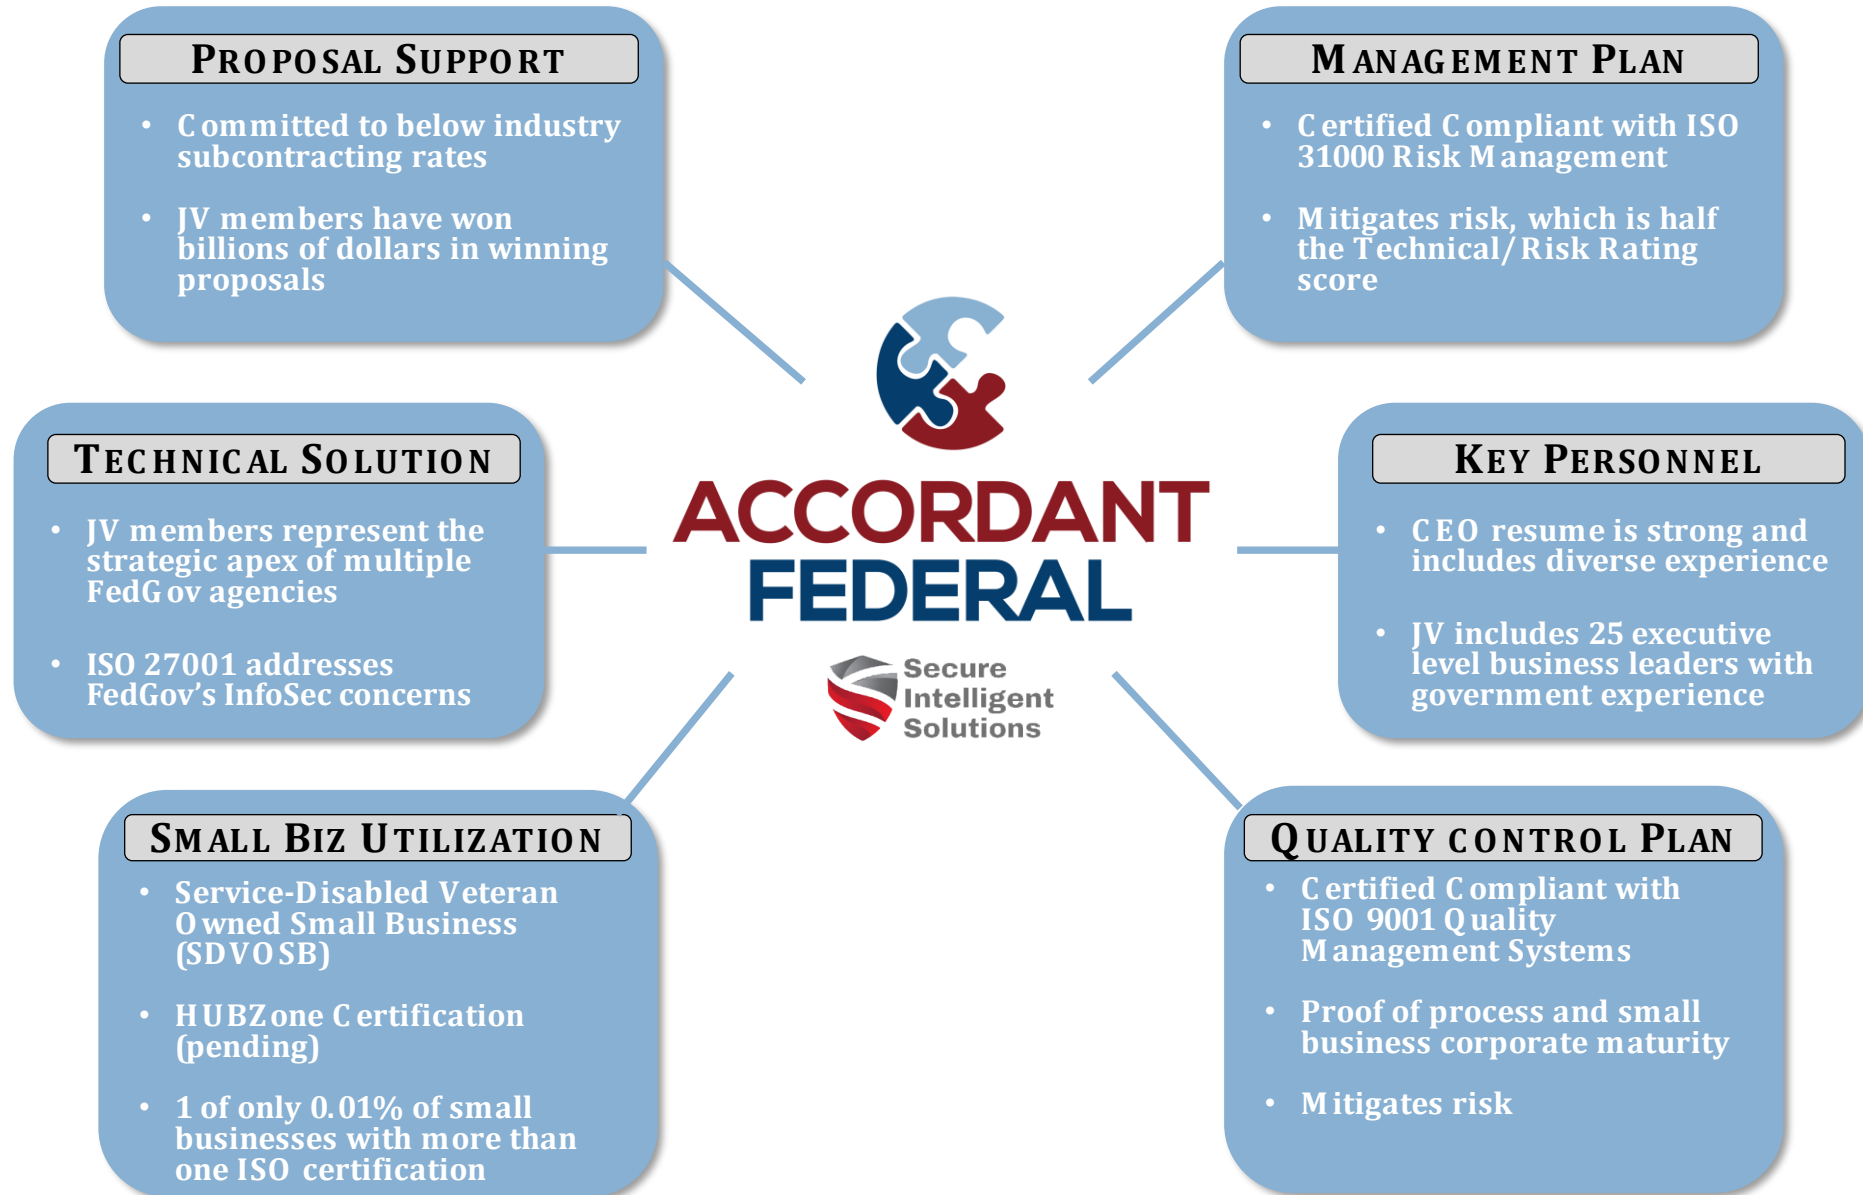 PROPOSAL SUPPORT
• Committed to below industry
subcontracting rates
• JV members have won
billions of dollars in winning
proposals
MANAGEMENT PLAN
• Certified Compliant with ISO
31000 Risk Management
• Mitigates risk, which is half
the Technical/Risk Rating
score
TECHNICAL SOLUTION
• JV members represent the
strategic apex of multiple
FedGov agencies
• ISO 27001 addresses
FedGov’s InfoSec concerns
ACCORDANT
FEDERAL
Secure
Intelligent
Solutions
KEY PERSONNEL
• CEO resume is strong and
includes diverse experience
• JV includes 25 executive
level business leaders with
government experience
SMALL BIZ UTILIZATION
• Service-Disabled Veteran
Owned Small Business
(SDVOSB)
• HUBZone Certification
(pending)
• 1 of only 0.01% of small
businesses with more than
one ISO certification
QUALITY CONTROL PLAN
• Certified Compliant with
ISO 9001 Quality
Management Systems
• Proof of process and small
business corporate maturity
• Mitigates risk